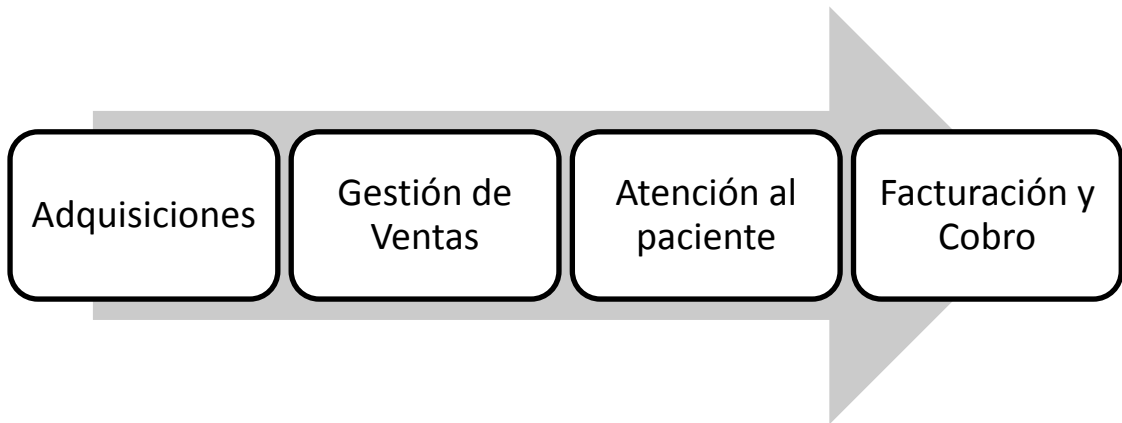 Adquisiciones
Gestión de
Ventas
Atención al
paciente
Facturación y
Cobro